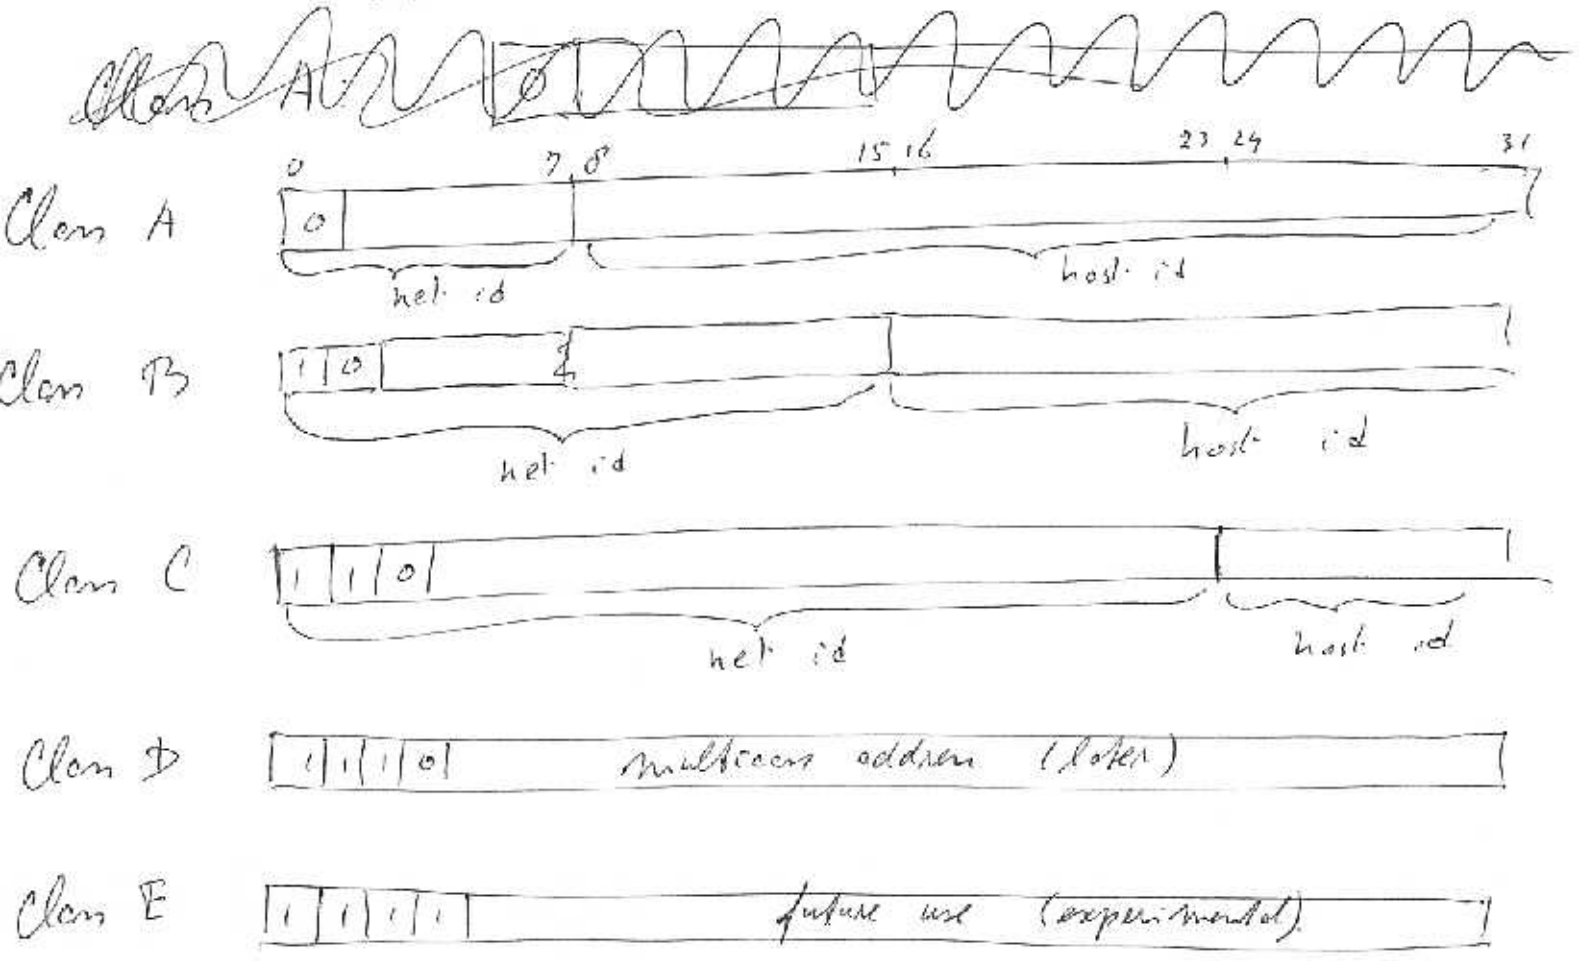 Class A 0
0 7 8 15 16 23 24 31
Class A 0
net id host id
Class B 1 0
net id host id
Class C 1 1 0
net id host id
Class D 1 1 1 0 multicast address (later)
Class E 1 1 1 1 future use (experimental)